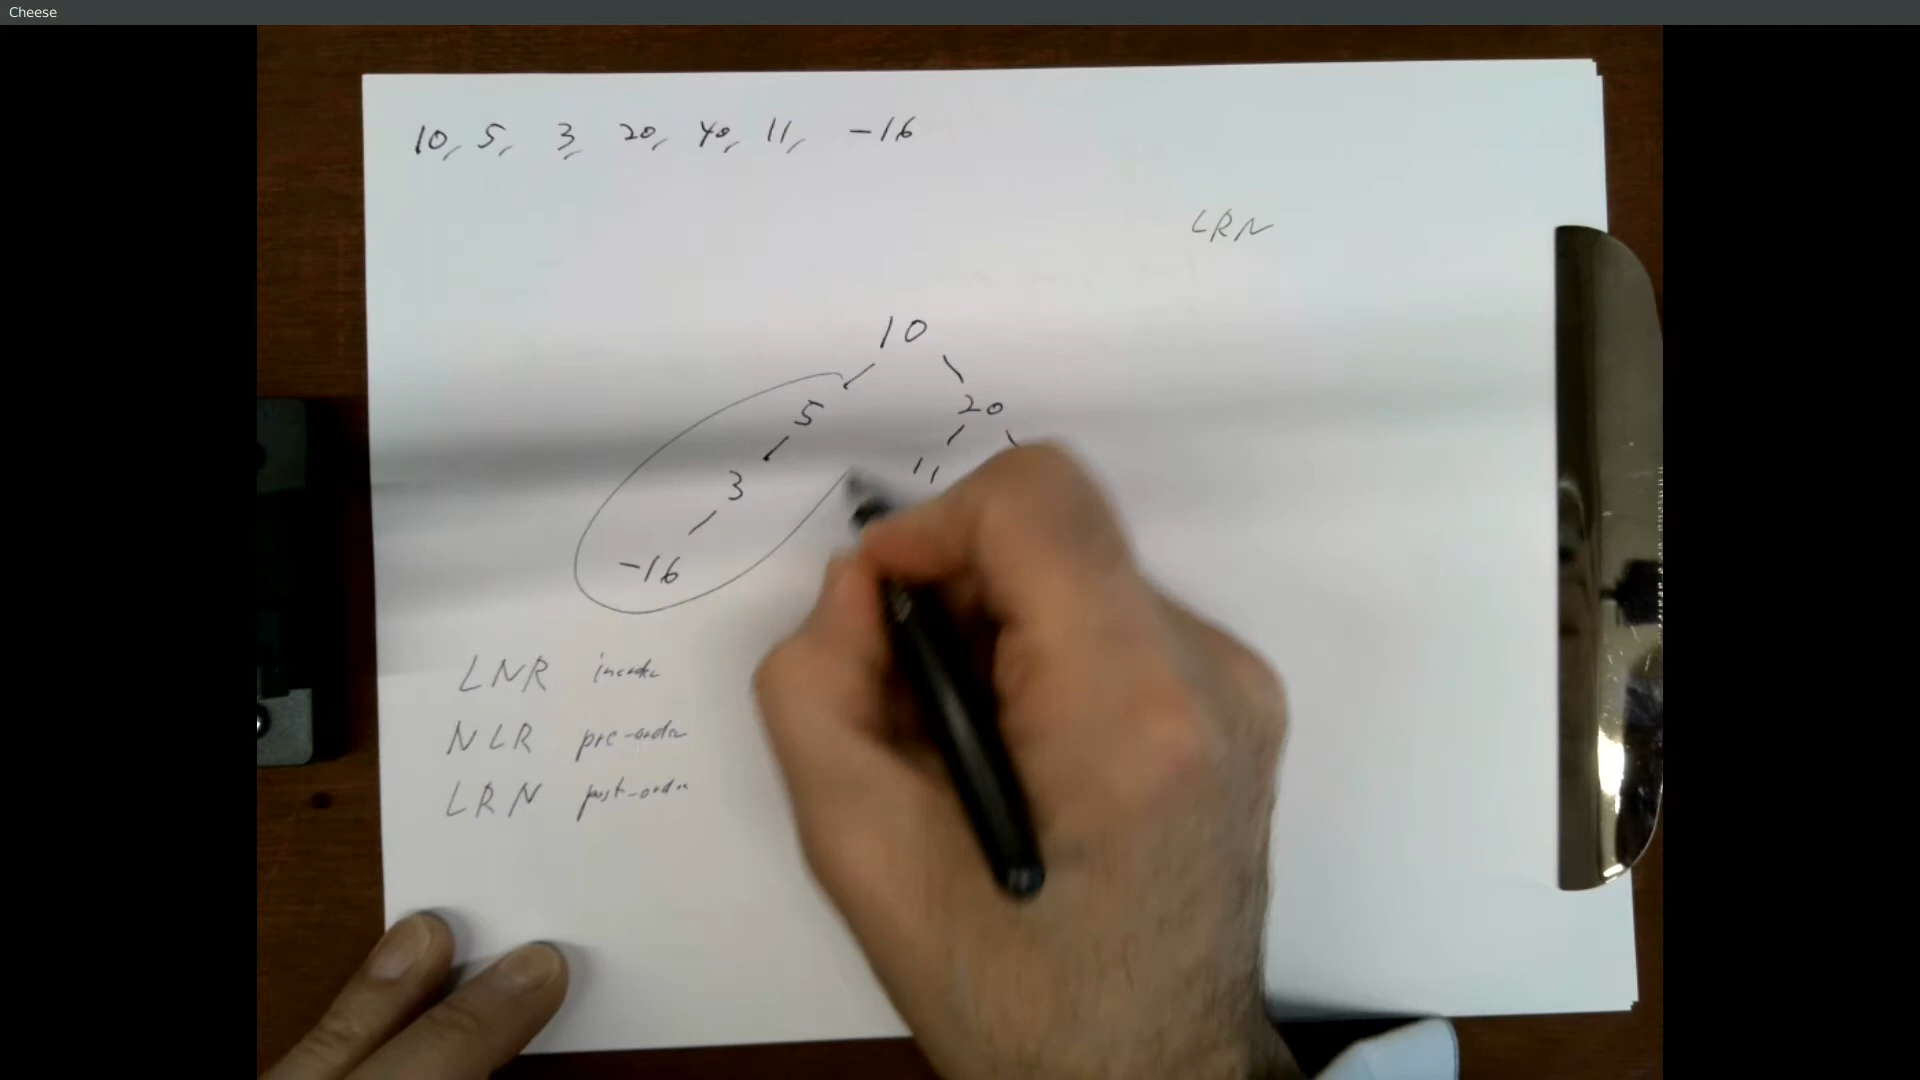 Cheese
10, 5, 3, 20, 40, 11, -16
LRN
10
5 20
3 11
-16
LNR inorder
NLR pre-order
LRN post-order